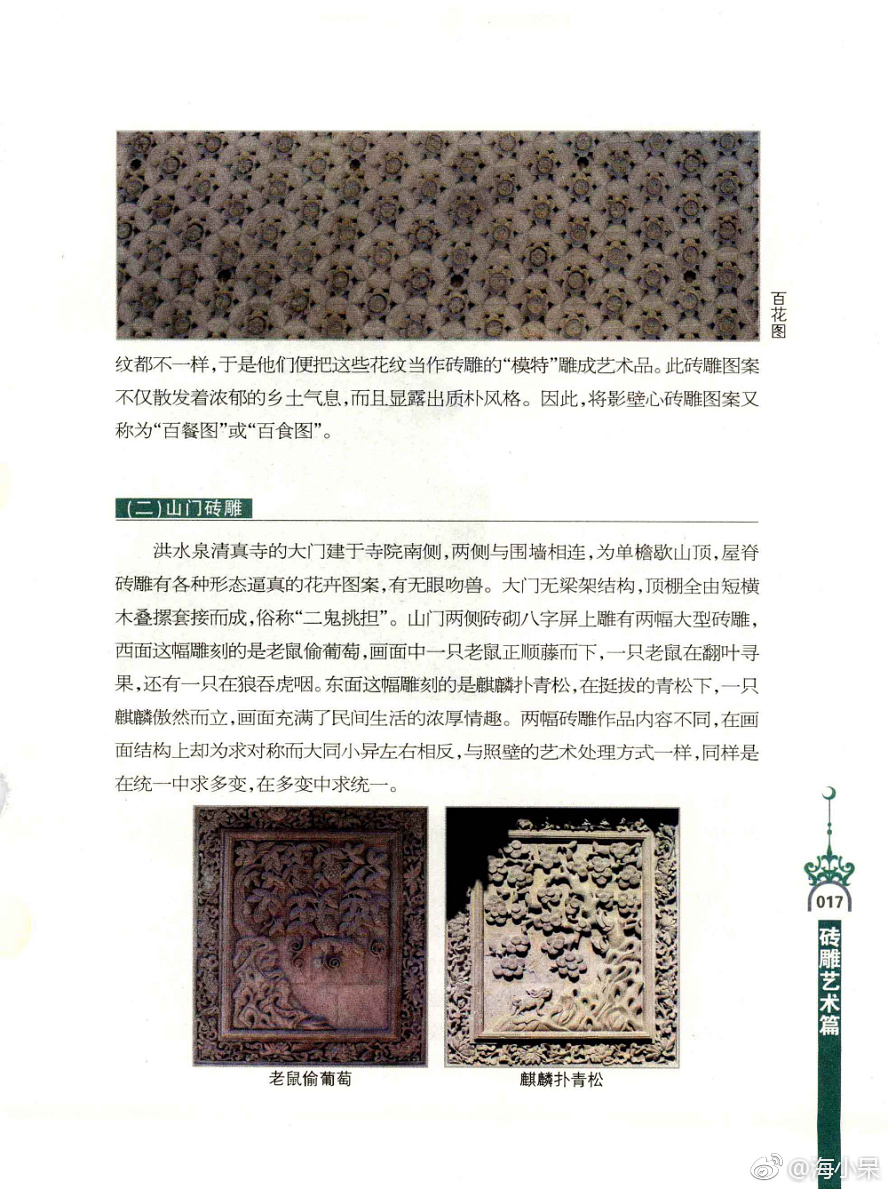 百花图
纹都不一样，于是他们便把这些花纹当作砖雕的“模特”雕成艺术品。此砖雕图案
不仅散发着浓郁的乡土气息，而且显露出质朴风格。因此，将影壁心砖雕图案又
称为“百餐图”或“百食图”。
(二)山门砖雕
洪水泉清真寺的大门建于寺院南侧，两侧与围墙相连，为单檐歇山顶，屋脊
砖雕有各种形态逼真的花卉图案，有无眼吻兽。大门无梁架结构，顶棚全由短横
木叠摞套接而成，俗称“二鬼挑担”。山门两侧砖砌八字屏上雕有两幅大型砖雕，
西面这幅雕刻的是老鼠偷葡萄，画面中一只老鼠正顺藤而下，一只老鼠在翻叶寻
果，还有一只在狼吞虎咽。东面这幅雕刻的是麒麟扑青松，在挺拔的青松下，一只
麒麟傲然而立，画面充满了民间生活的浓厚情趣。两幅砖雕作品内容不同，在画
面结构上却为求对称而大同小异左右相反，与照壁的艺术处理方式一样，同样是
在统一中求多变，在多变中求统一。
老鼠偷葡萄
麒麟扑青松
017
砖雕艺术篇
@海小杲